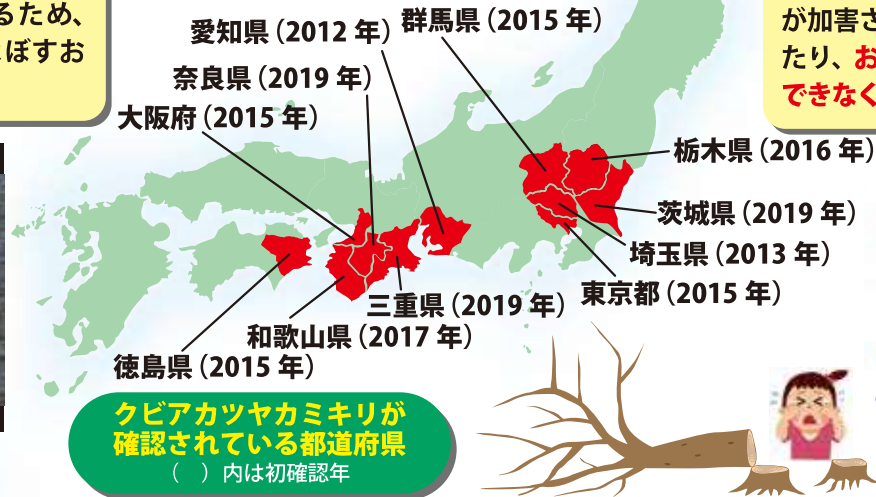 るため、
ぼすお
が加害さ
たり、お
できなく
愛知県（2012 年）
群馬県（2015 年）
奈良県（2019 年）
大阪府（2015 年）
栃木県（2016 年）
茨城県（2019 年）
埼玉県（2013 年）
東京都（2015 年）
三重県（2019 年）
和歌山県（2017 年）
徳島県（2015 年）
クビアカツヤカミキリが
確認されている都道府県
（　）内は初確認年